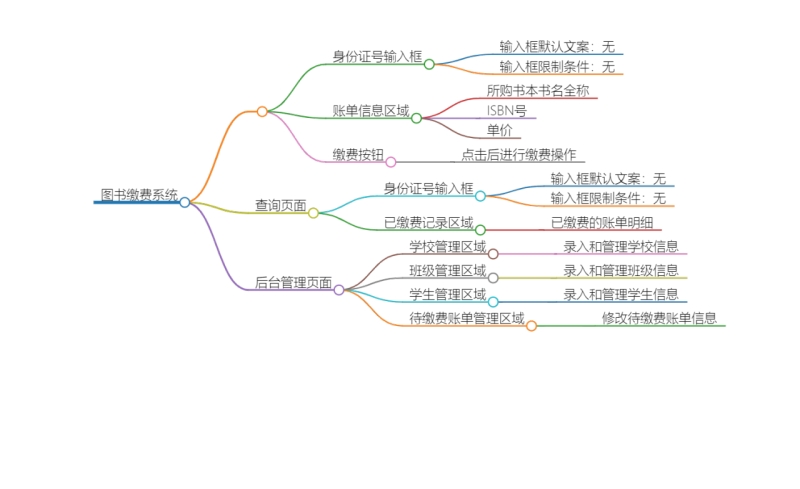 图书缴费系统
身份证号输入框
输入框默认文案：无
输入框限制条件：无
账单信息区域
所购书本书名全称
ISBN号
单价
缴费按钮
点击后进行缴费操作
查询页面
身份证号输入框
输入框默认文案：无
输入框限制条件：无
已缴费记录区域
已缴费的账单明细
后台管理页面
学校管理区域
录入和管理学校信息
班级管理区域
录入和管理班级信息
学生管理区域
录入和管理学生信息
待缴费账单管理区域
修改待缴费账单信息